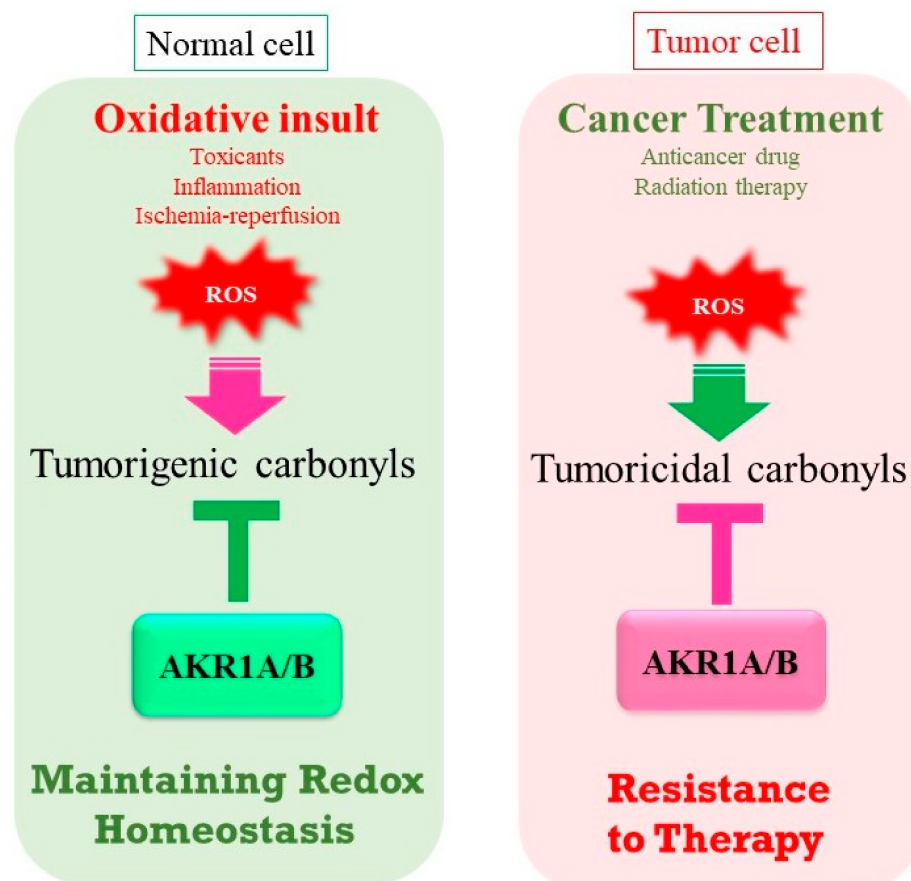 Normal cell
Oxidative insult
Toxicants
Inflammation
Ischemia-reperfusion
ROS
Tumorigenic carbonyls
AKR1A/B
Maintaining Redox
Homeostasis
Tumor cell
Cancer Treatment
Anticancer drug
Radiation therapy
ROS
Tumoricidal carbonyls
AKR1A/B
Resistance
to Therapy